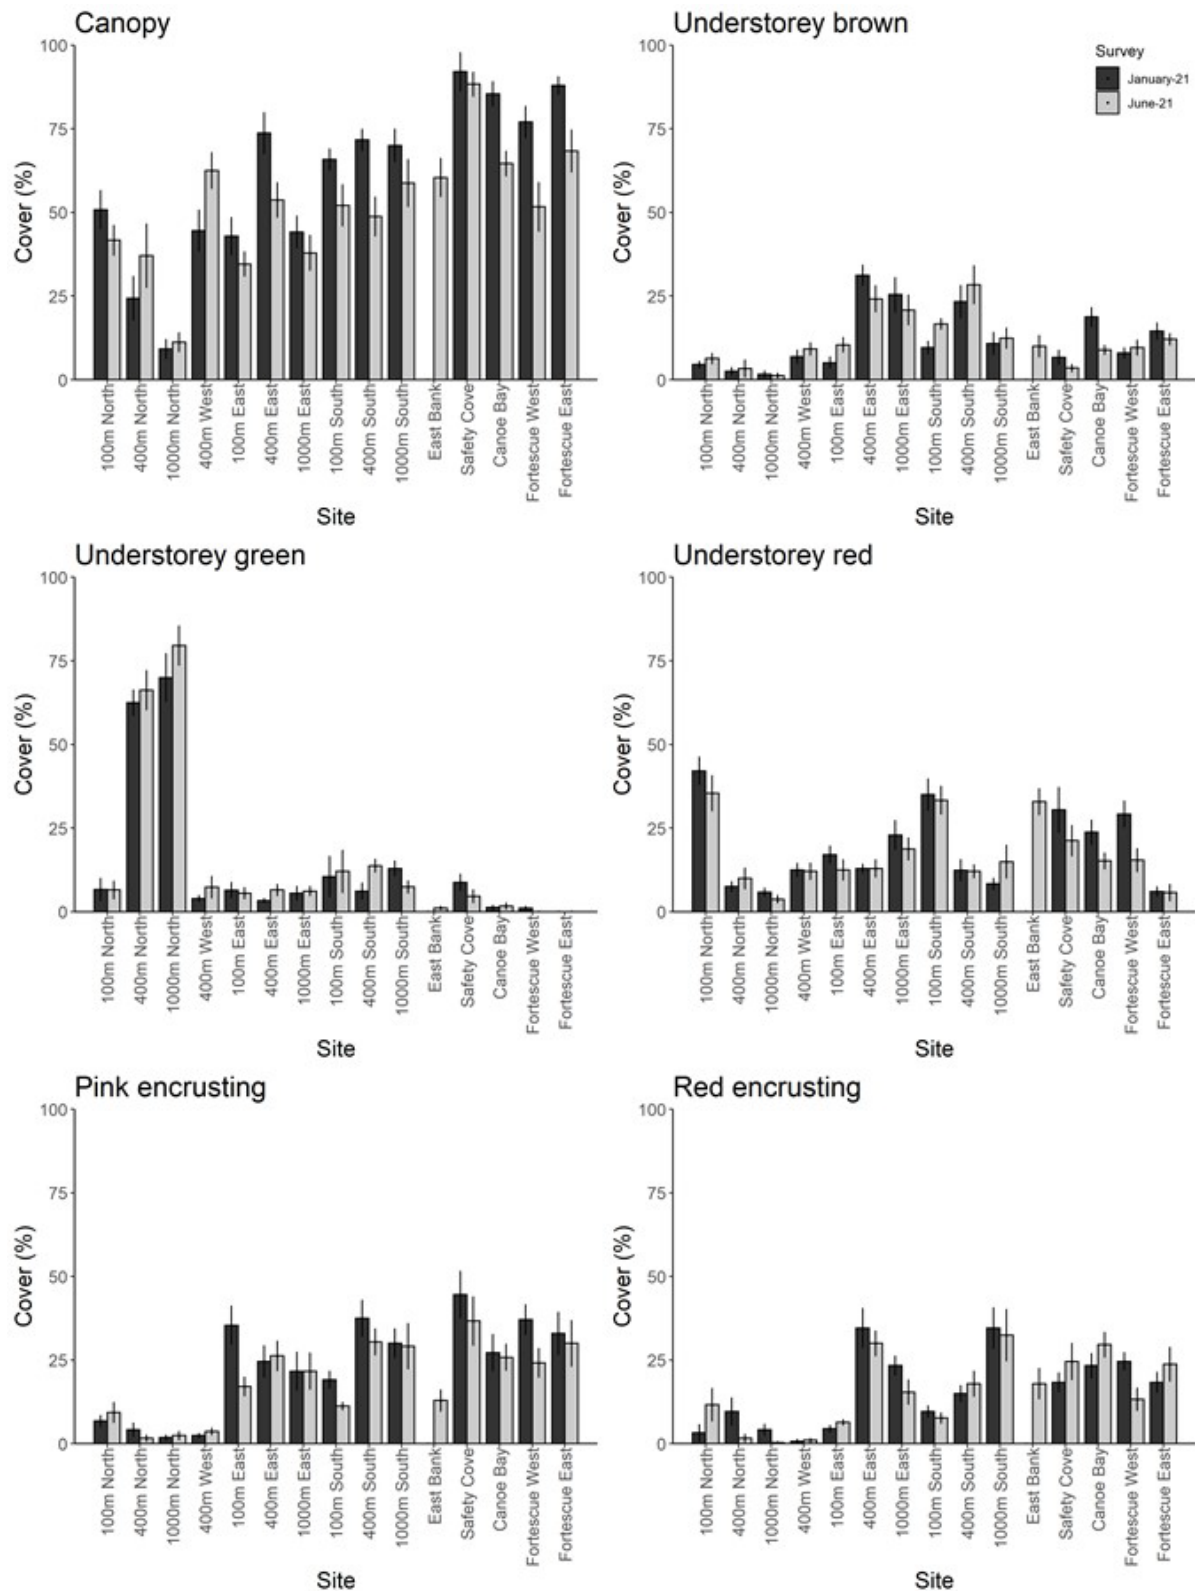 Canopy
Cover (%)
100
75
50
25
0
100m North
400m North
1000m North
400m West
100m East
400m East
1000m East
100m South
400m South
1000m South
East Bank
Safety Cove
Canoe Bay
Fortescue West
Fortescue East
Site
Understorey brown
Survey
January-21
June-21
Cover (%)
100
75
50
25
0
100m North
400m North
1000m North
400m West
100m East
400m East
1000m East
100m South
400m South
1000m South
East Bank
Safety Cove
Canoe Bay
Fortescue West
Fortescue East
Site
Understorey green
Cover (%)
100
75
50
25
0
100m North
400m North
1000m North
400m West
100m East
400m East
1000m East
100m South
400m South
1000m South
East Bank
Safety Cove
Canoe Bay
Fortescue West
Fortescue East
Site
Understorey red
Cover (%)
100
75
50
25
0
100m North
400m North
1000m North
400m West
100m East
400m East
1000m East
100m South
400m South
1000m South
East Bank
Safety Cove
Canoe Bay
Fortescue West
Fortescue East
Site
Pink encrusting
Cover (%)
100
75
50
25
0
100m North
400m North
1000m North
400m West
100m East
400m East
1000m East
100m South
400m South
1000m South
East Bank
Safety Cove
Canoe Bay
Fortescue West
Fortescue East
Site
Red encrusting
Cover (%)
100
75
50
25
0
100m North
400m North
1000m North
400m West
100m East
400m East
1000m East
100m South
400m South
1000m South
East Bank
Safety Cove
Canoe Bay
Fortescue West
Fortescue East
Site